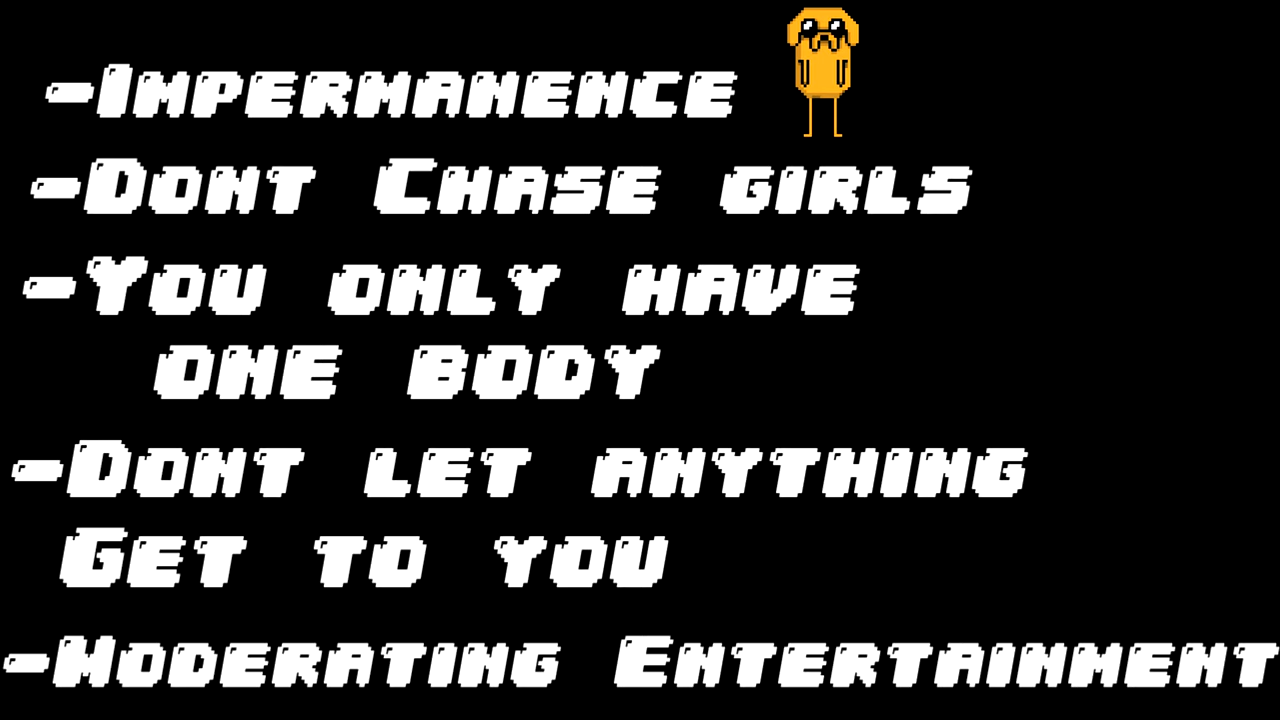 -Impermanence
-Dont Chase girls
-You only have
one body
-Dont let anything
Get to you
-Moderating Entertainment